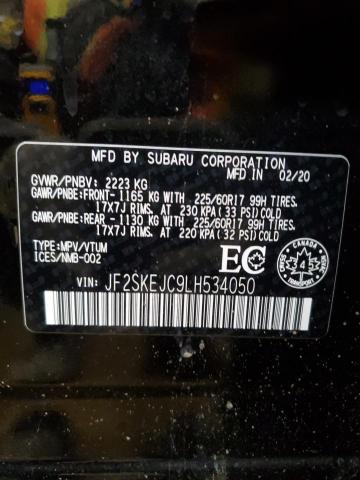 MFD BY SUBARU CORPORATION
MFD IN 02/20
GVWR/PNBV: 2223 KG
GAWR/PNBE:FRONT-1165 KG WITH 225/60R17 99H TIRES.
17X7J RIMS. AT 230 KPA(33 PSI)COLD
GAWR/PNBE:REAR -1130 KG WITH 225/60R17 99H TIRES.
17X7J RIMS. AT 220 KPA(32 PSI)COLD
TYPE:MPV/VTUM
ICES/NMB-002
EC
CANADA
TRANSPORT
VIN: JF2SKEJC9LH534050